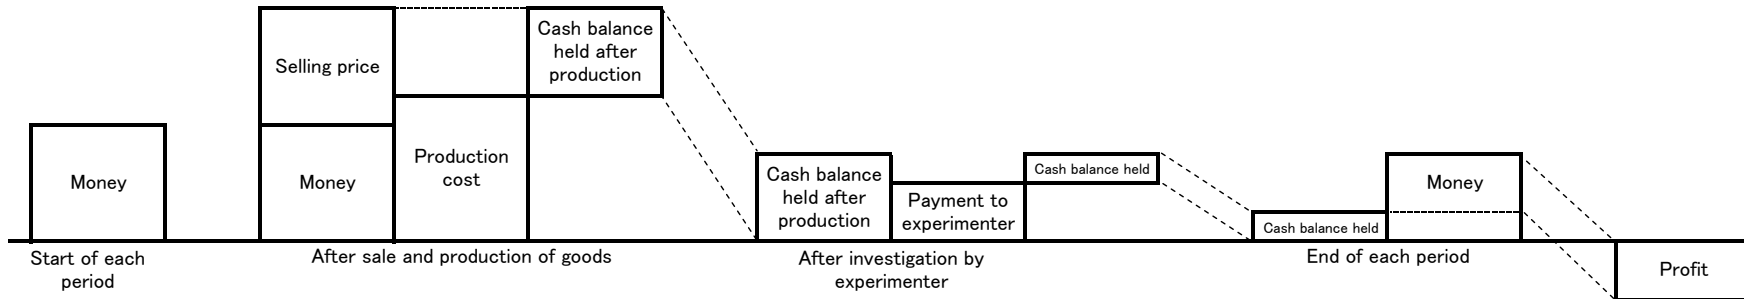 Cash balance
held after
production
Selling price
Production
cost
Money
Money
Cash balance
held after
production
Payment to
experimenter
Cash balance held
Money
Cash balance held
Start of each
period
After sale and production of goods
After investigation by
experimenter
End of each period
Profit